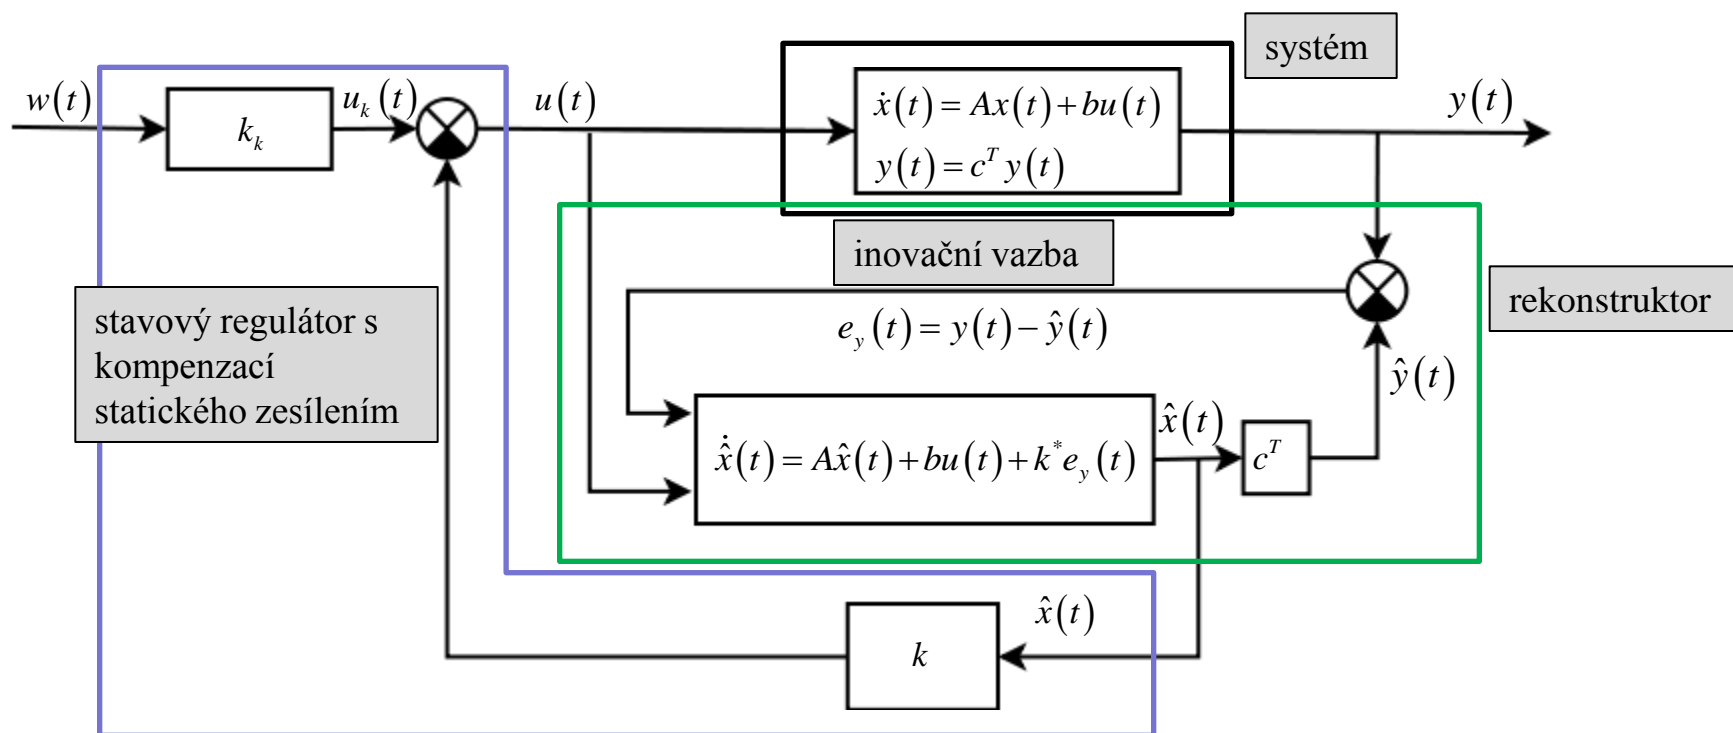 systém
w(t)
k_k
u_k(t)
u(t)
ẋ(t) = Ax(t) + bu(t)
y(t) = c^T y(t)
y(t)
inovační vazba
e_y(t) = y(t) − ŷ(t)
rekonstruktor
stavový regulátor s
kompenzací
statického zesílením
ŷ(t)
x̂̇(t) = Ax̂(t) + bu(t) + k^* e_y(t)
x̂(t)
c^T
x̂(t)
k